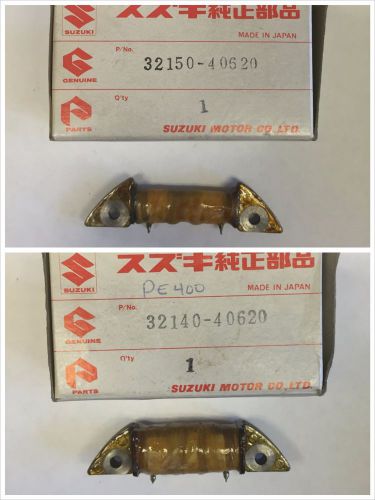 スズキ純正部品
SUZUKI
MADE IN JAPAN
P/No.
32150-40620
GENUINE
Q'ty
1
PARTS
SUZUKI MOTOR CO.,LTD.
スズキ純正部品
SUZUKI
PE400
MADE IN JAPAN
P/No.
32140-40620
GENUINE
Q'ty
1
PARTS
SUZUKI MOTOR CO.,LTD.